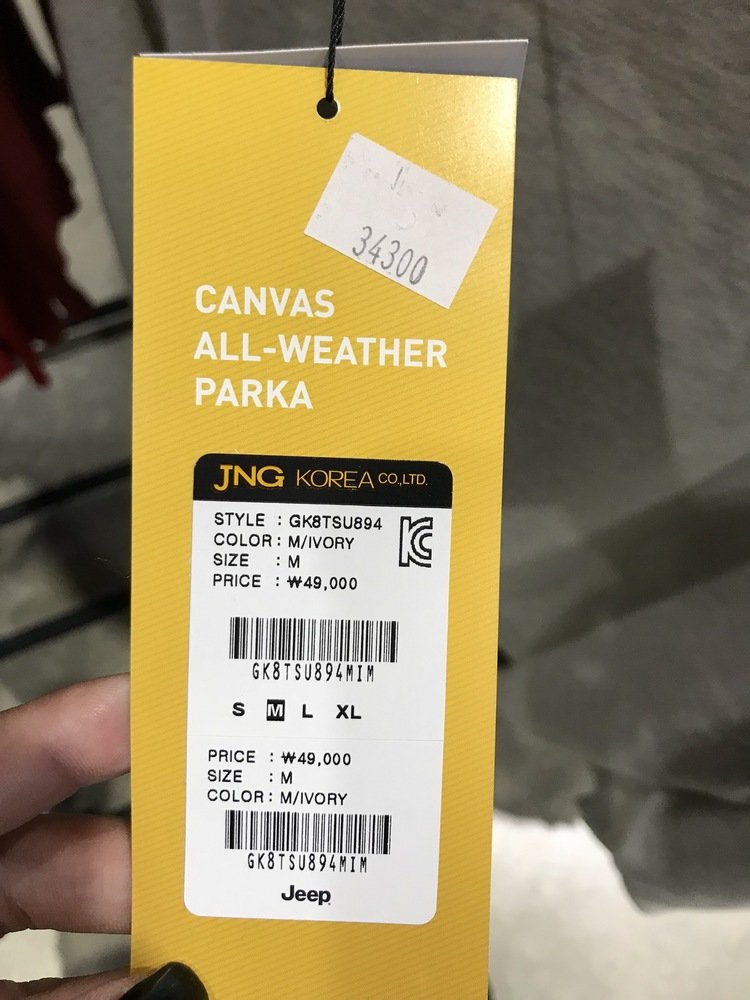 34300
CANVAS
ALL-WEATHER
PARKA
JNG KOREA CO.,LTD.
STYLE : GK8TSU894
COLOR : M/IVORY
SIZE : M
PRICE : ₩49,000
GK8TSU894MIM
S M L XL
PRICE : ₩49,000
SIZE : M
COLOR : M/IVORY
GK8TSU894MIM
Jeep